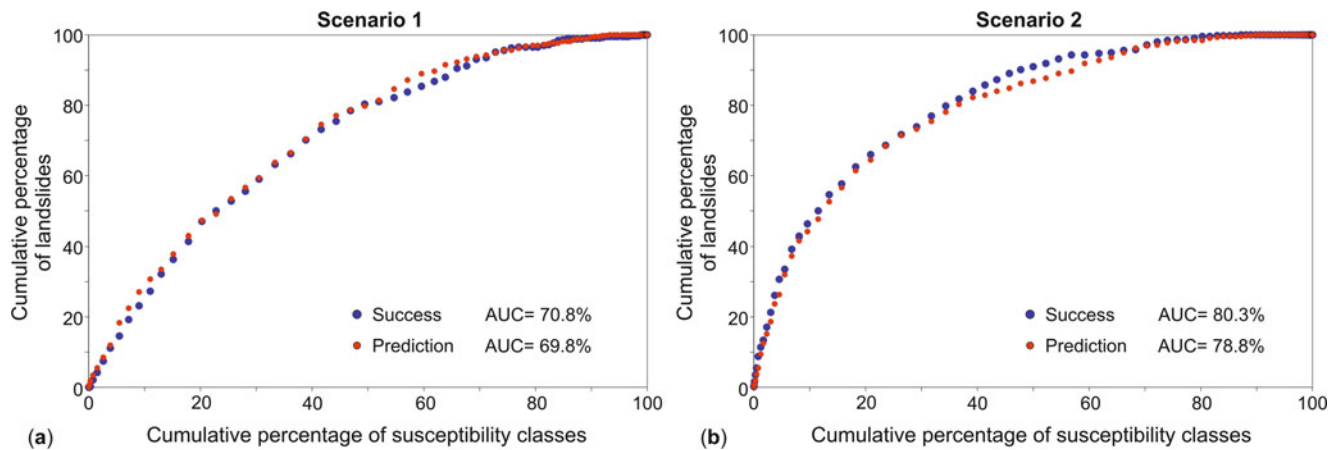 Scenario 1
100
80
60
40
20
0
Cumulative percentage
of landslides
Success AUC= 70.8%
Prediction AUC= 69.8%
0 20 40 60 80 100
(a) Cumulative percentage of susceptibility classes
Scenario 2
100
80
60
40
20
0
Cumulative percentage
of landslides
Success AUC= 80.3%
Prediction AUC= 78.8%
0 20 40 60 80 100
(b) Cumulative percentage of susceptibility classes